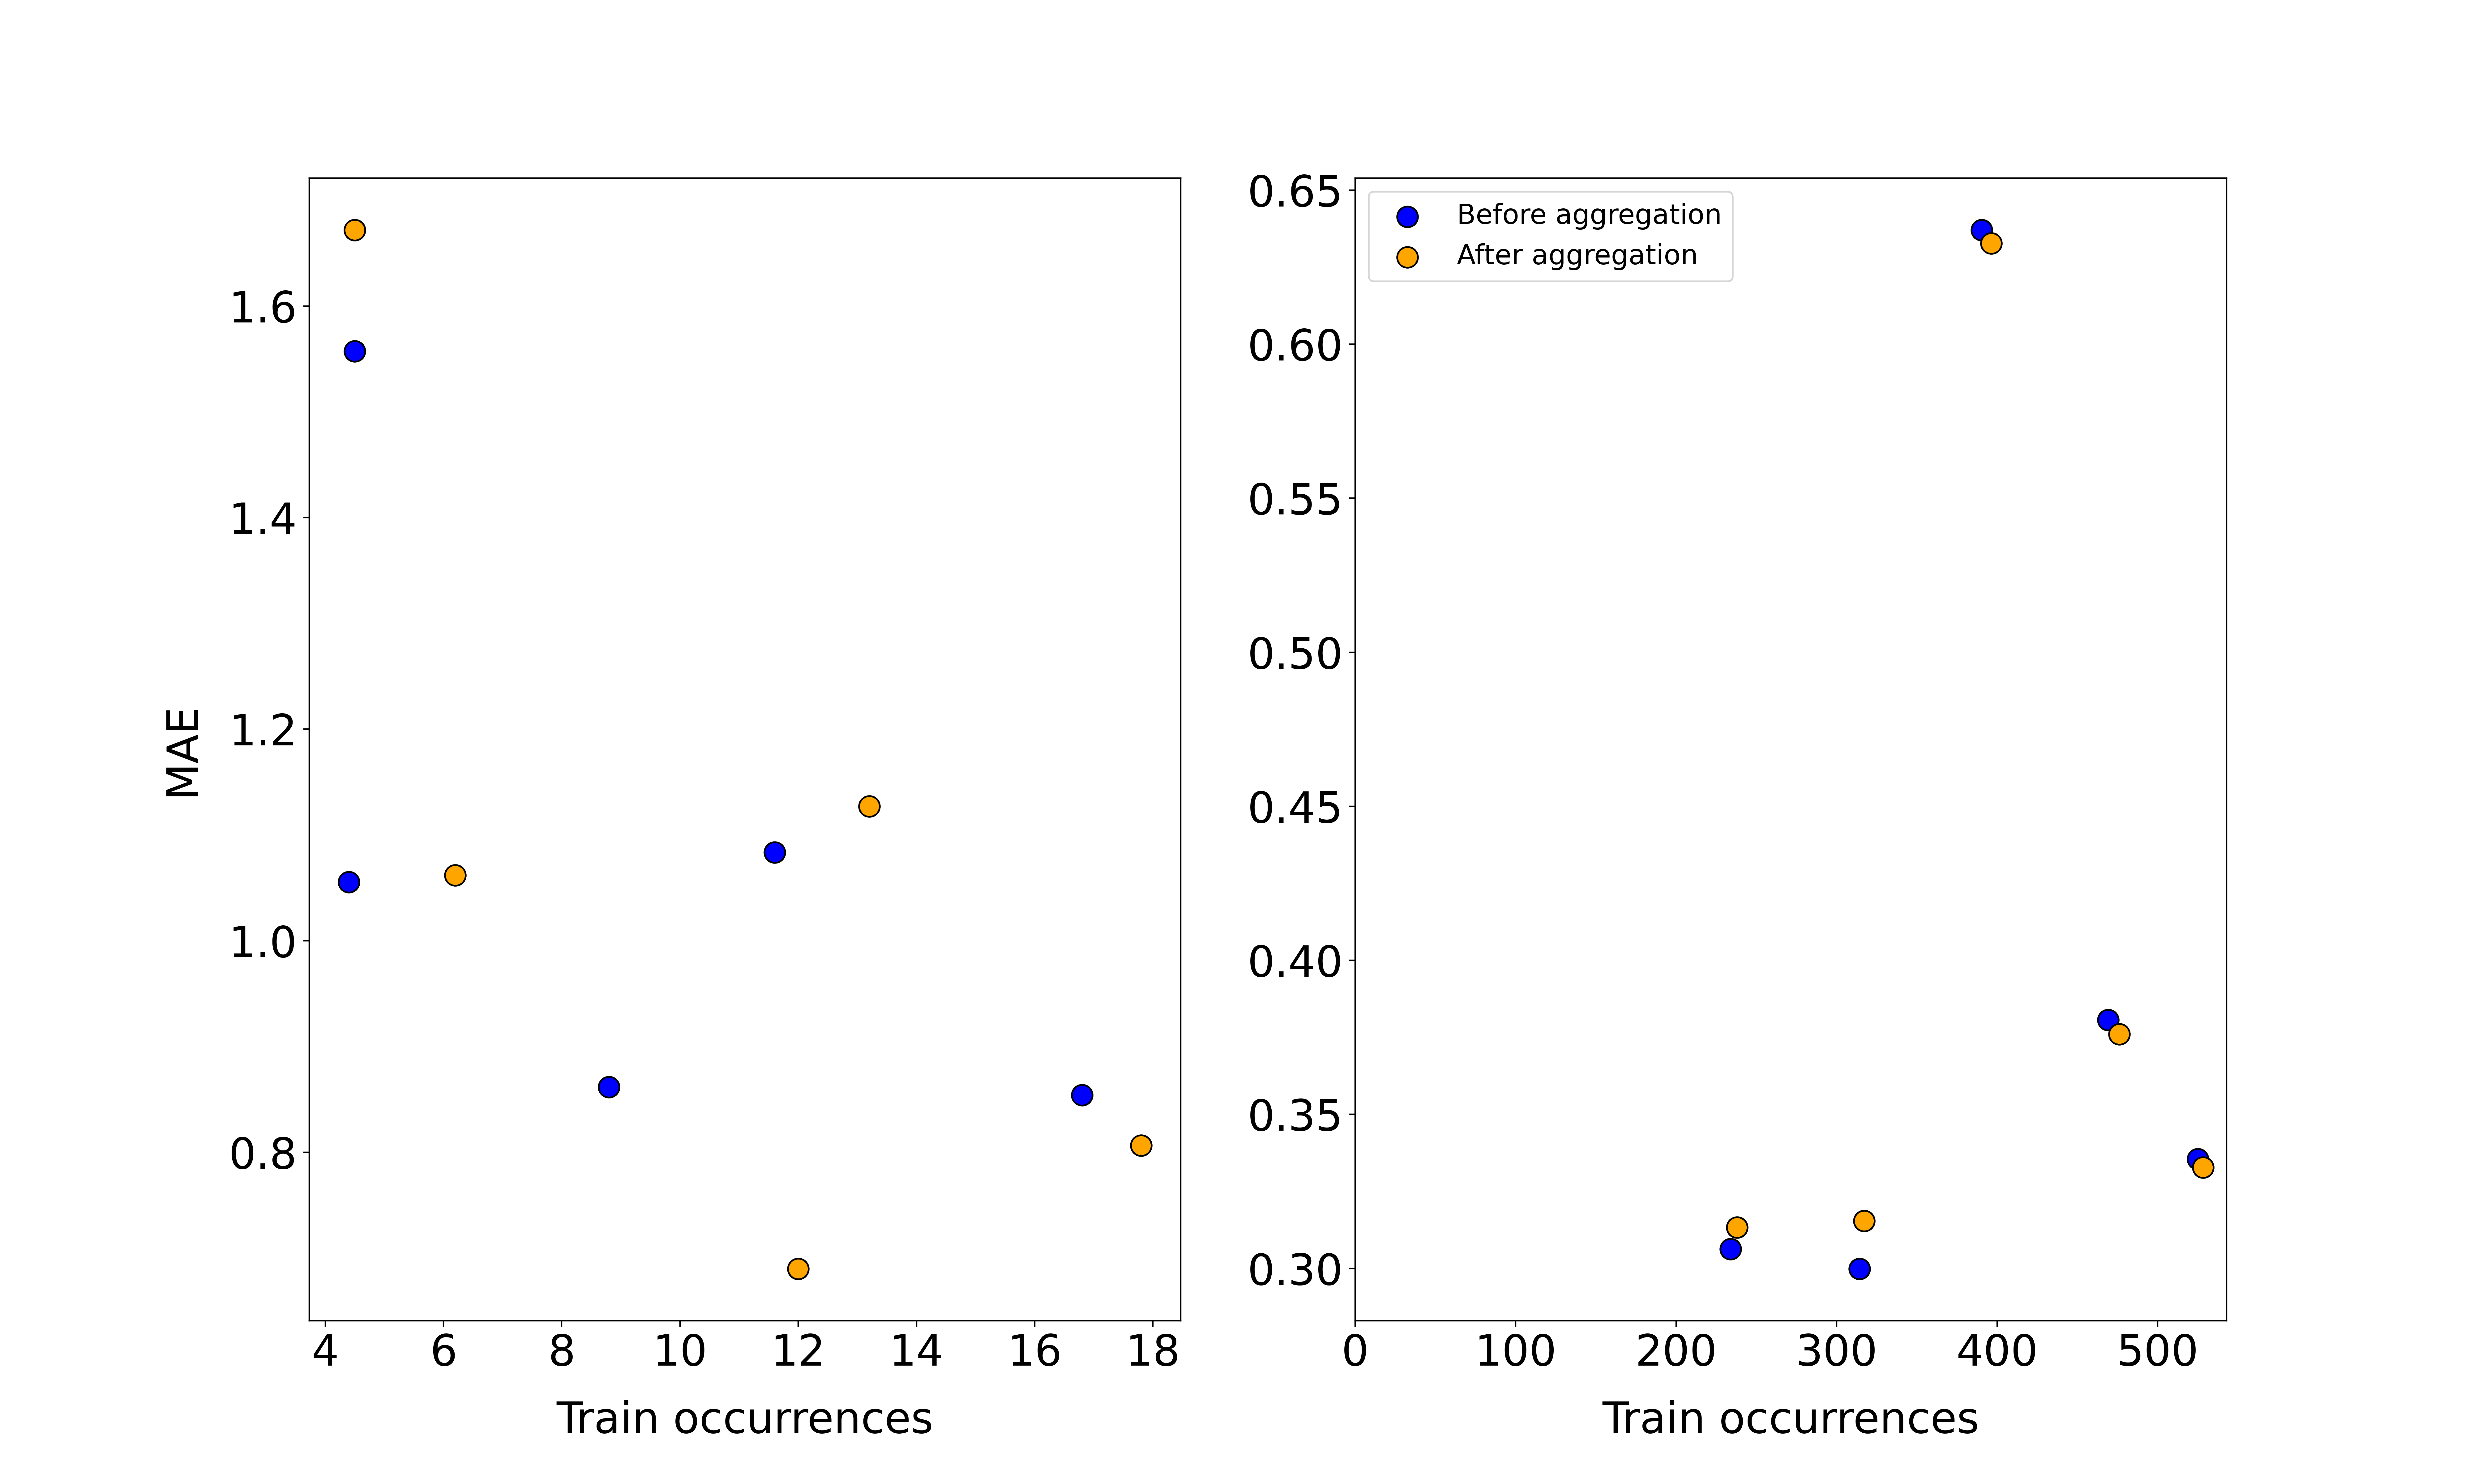 MAE
1.6
1.4
1.2
1.0
0.8
4 6 8 10 12 14 16 18
Train occurrences
0.65
0.60
0.55
0.50
0.45
0.40
0.35
0.30
Before aggregation
After aggregation
0 100 200 300 400 500
Train occurrences